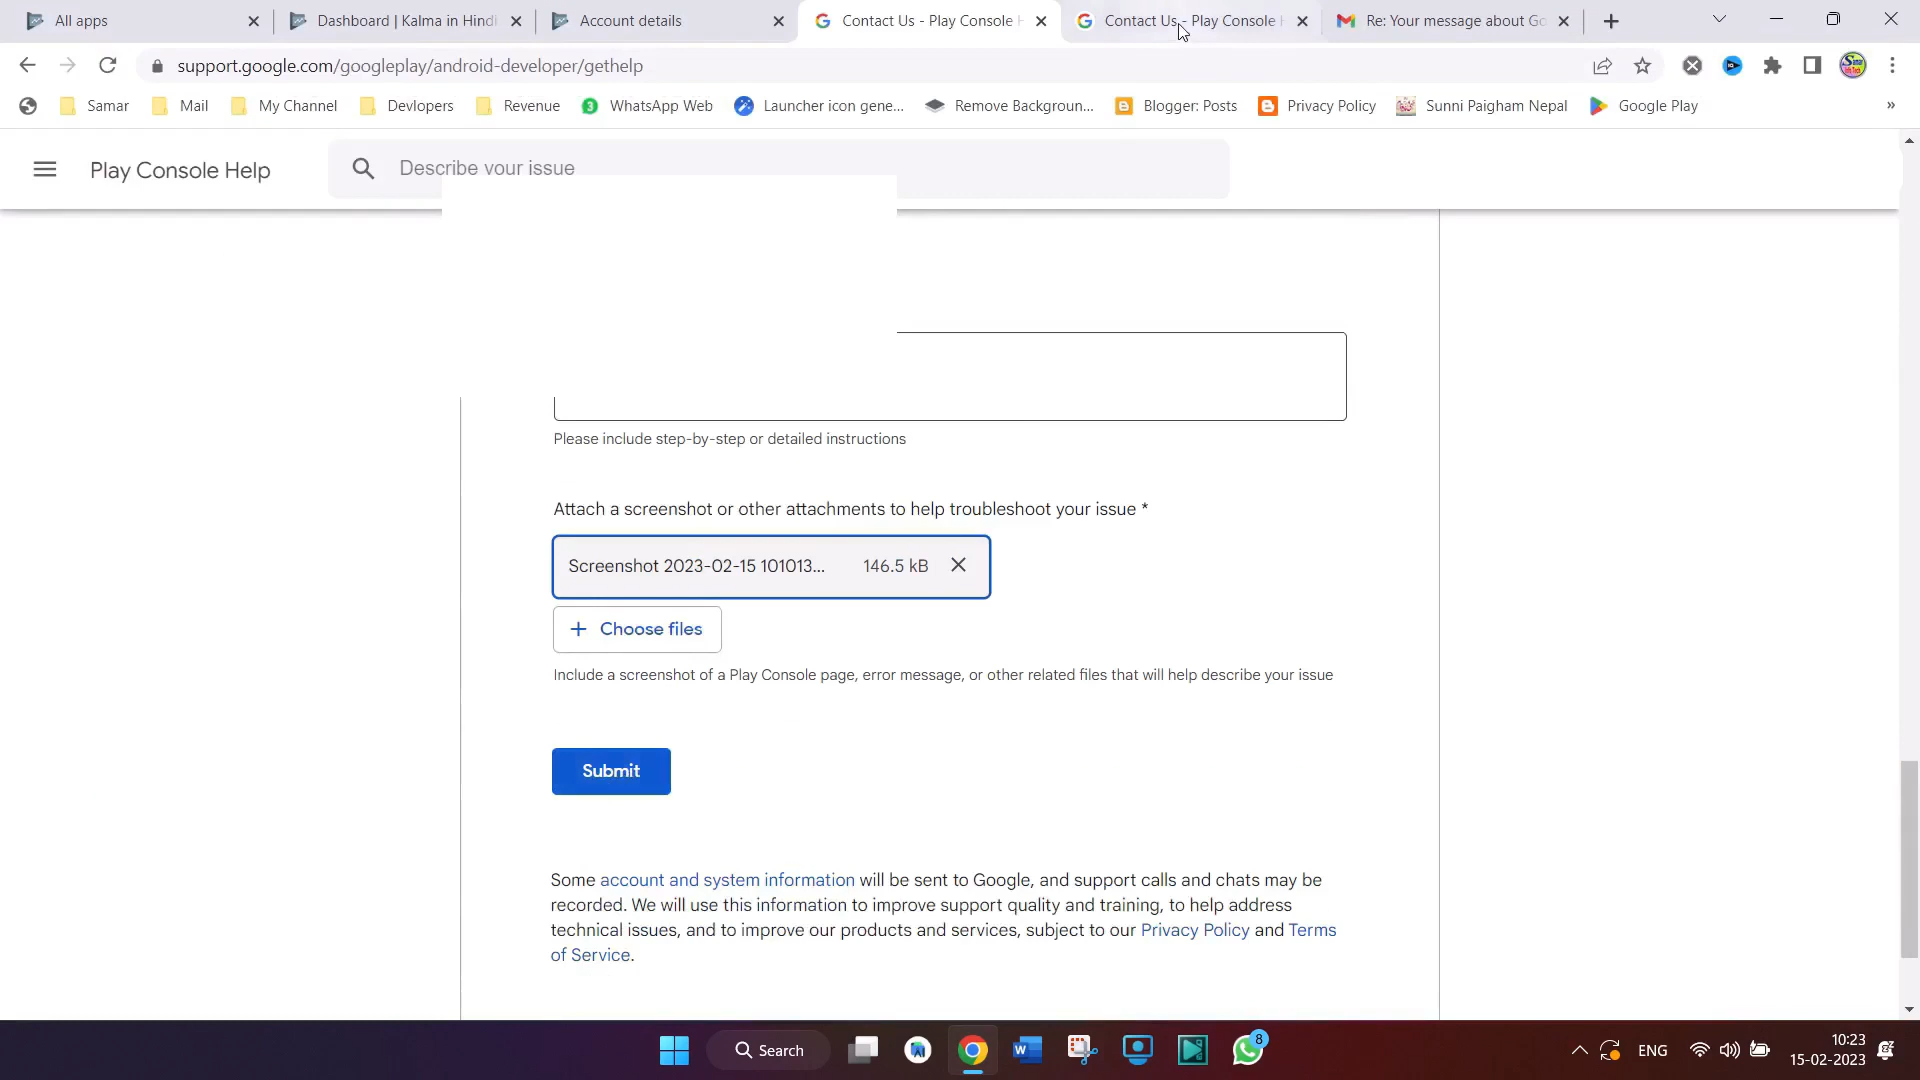 All apps
Dashboard | Kalma in Hindi
Account details
Contact Us - Play Console H
Contact Us - Play Console H
Re: Your message about Go
support.google.com/googleplay/android-developer/gethelp
Samar
Mail
My Channel
Devlopers
Revenue
3
WhatsApp Web
Launcher icon gene...
Remove Backgroun...
Blogger: Posts
Privacy Policy
Sunni Paigham Nepal
Google Play
»
Play Console Help
Describe your issue
Please include step-by-step or detailed instructions
Attach a screenshot or other attachments to help troubleshoot your issue *
Screenshot 2023-02-15 101013... 146.5 kB
+ Choose files
Include a screenshot of a Play Console page, error message, or other related files that will help describe your issue
Submit
Some account and system information will be sent to Google, and support calls and chats may be
recorded. We will use this information to improve support quality and training, to help address
technical issues, and to improve our products and services, subject to our Privacy Policy and Terms
of Service.
Search
W
8
ENG
10:23
15-02-2023